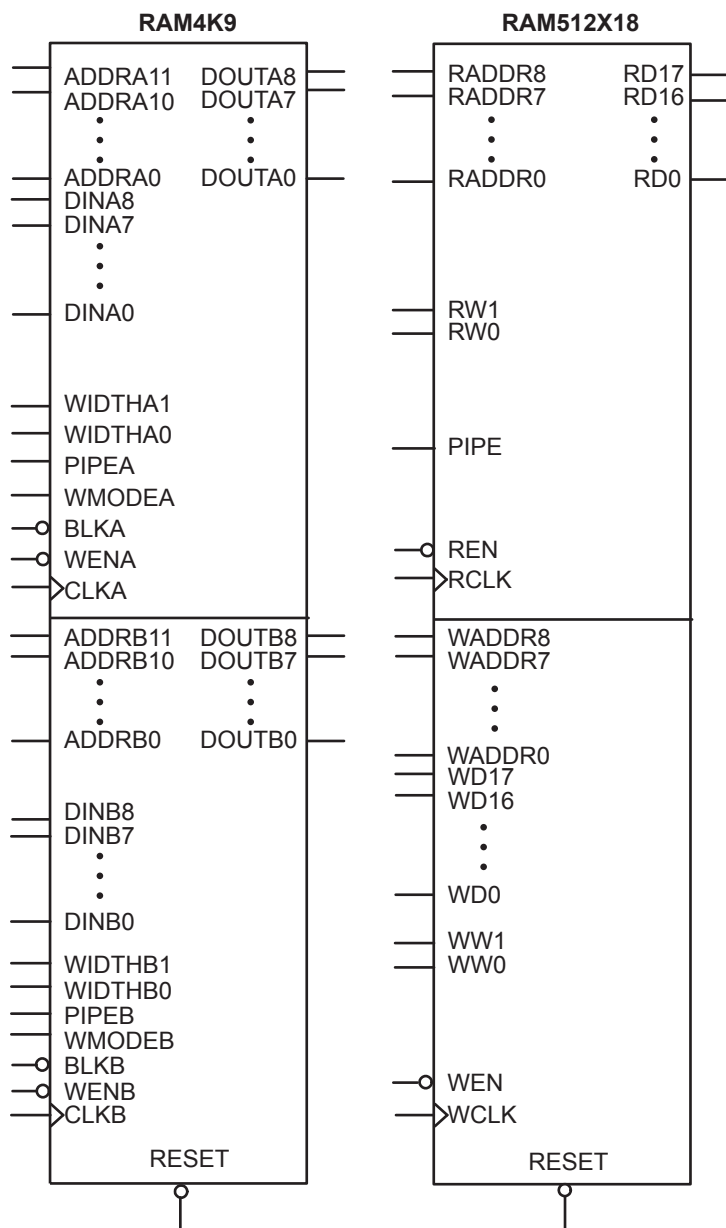 RAM4K9
ADDRA11 DOUTA8
ADDRA10 DOUTA7
ADDRA0 DOUTA0
DINA8
DINA7
DINA0
WIDTHA1
WIDTHA0
PIPEA
WMODEA
BLKA
WENA
CLKA
ADDRB11 DOUTB8
ADDRB10 DOUTB7
ADDRB0 DOUTB0
DINB8
DINB7
DINB0
WIDTHB1
WIDTHB0
PIPEB
WMODEB
BLKB
WENB
CLKB
RESET
RAM512X18
RADDR8 RD17
RADDR7 RD16
RADDR0 RD0
RW1
RW0
PIPE
REN
RCLK
WADDR8
WADDR7
WADDR0
WD17
WD16
WD0
WW1
WW0
WEN
WCLK
RESET